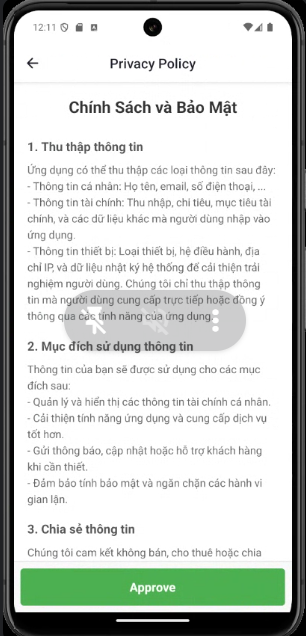 12:11
Privacy Policy
Chính Sách và Bảo Mật
1. Thu thập thông tin
Ứng dụng có thể thu thập các loại thông tin sau đây:
- Thông tin cá nhân: Họ tên, email, số điện thoại, ...
- Thông tin tài chính: Thu nhập, chi tiêu, mục tiêu tài
chính, và các dữ liệu khác mà người dùng nhập vào
ứng dụng.
- Thông tin thiết bị: Loại thiết bị, hệ điều hành, địa
chỉ IP, và dữ liệu nhật ký hệ thống để cải thiện trải
nghiệm người dùng. Chúng tôi chỉ thu thập thông
tin mà người dùng cung cấp trực tiếp hoặc đồng ý
thông qua các tính năng của ứng dụng.
2. Mục đích sử dụng thông tin
Thông tin của bạn sẽ được sử dụng cho các mục
đích sau:
- Quản lý và hiển thị các thông tin tài chính cá nhân.
- Cải thiện tính năng ứng dụng và cung cấp dịch vụ
tốt hơn.
- Gửi thông báo, cập nhật hoặc hỗ trợ khách hàng
khi cần thiết.
- Đảm bảo tính bảo mật và ngăn chặn các hành vi
gian lận.
3. Chia sẻ thông tin
Chúng tôi cam kết không bán, cho thuê hoặc chia
Approve